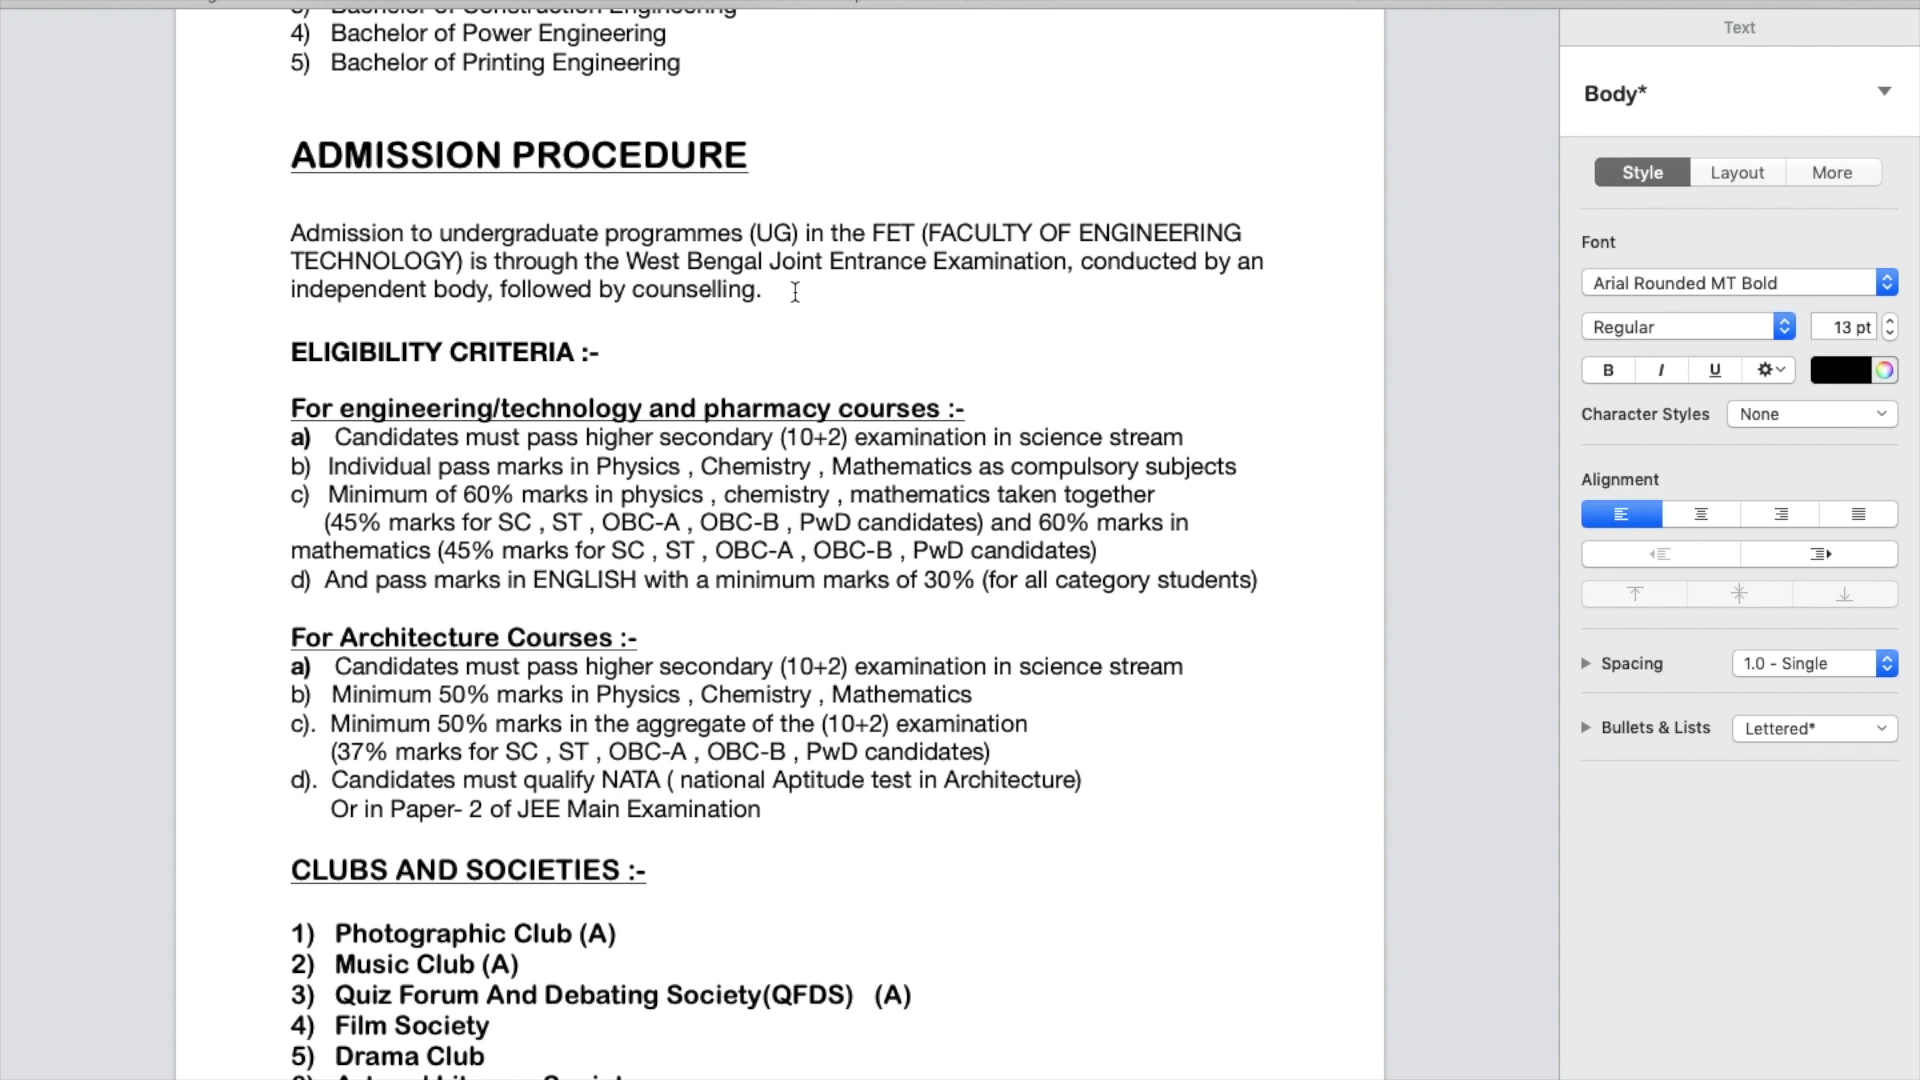 Bachelor of Construction Engineering
4) Bachelor of Power Engineering
5) Bachelor of Printing Engineering
ADMISSION PROCEDURE
Admission to undergraduate programmes (UG) in the FET (FACULTY OF ENGINEERING
TECHNOLOGY) is through the West Bengal Joint Entrance Examination, conducted by an
independent body, followed by counselling.
ELIGIBILITY CRITERIA :-
For engineering/technology and pharmacy courses :-
a) Candidates must pass higher secondary (10+2) examination in science stream
b) Individual pass marks in Physics , Chemistry , Mathematics as compulsory subjects
c) Minimum of 60% marks in physics , chemistry , mathematics taken together
(45% marks for SC , ST , OBC-A , OBC-B , PwD candidates) and 60% marks in
mathematics (45% marks for SC , ST , OBC-A , OBC-B , PwD candidates)
d) And pass marks in ENGLISH with a minimum marks of 30% (for all category students)
For Architecture Courses :-
a) Candidates must pass higher secondary (10+2) examination in science stream
b) Minimum 50% marks in Physics , Chemistry , Mathematics
c). Minimum 50% marks in the aggregate of the (10+2) examination
(37% marks for SC , ST , OBC-A , OBC-B , PwD candidates)
d). Candidates must qualify NATA ( national Aptitude test in Architecture)
Or in Paper- 2 of JEE Main Examination
CLUBS AND SOCIETIES :-
1) Photographic Club (A)
2) Music Club (A)
3) Quiz Forum And Debating Society(QFDS) (A)
4) Film Society
5) Drama Club
Text
Body*
Style Layout More
Font
Arial Rounded MT Bold
Regular 13 pt
B I U
Character Styles None
Alignment
Spacing 1.0 - Single
Bullets & Lists Lettered*